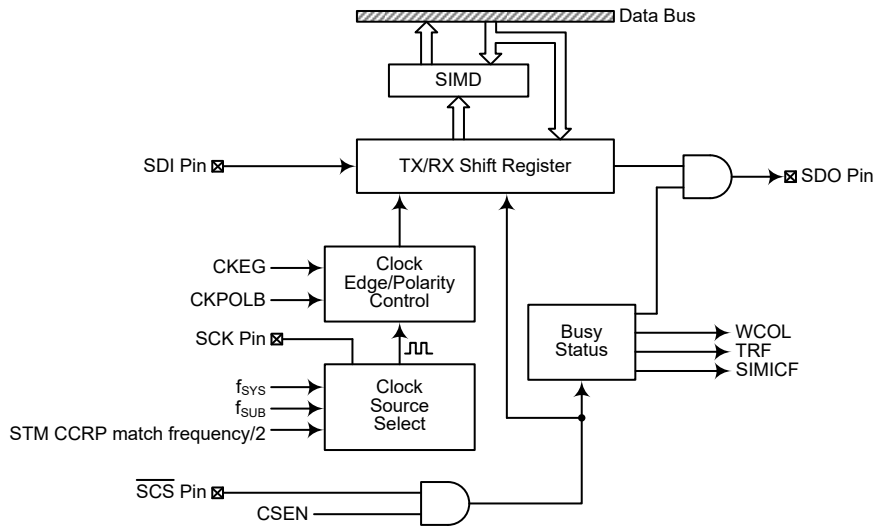 Data Bus
SIMD
SDI Pin
TX/RX Shift Register
SDO Pin
CKEG
CKPOLB
Clock
Edge/Polarity
Control
SCK Pin
Busy
Status
WCOL
TRF
SIMICF
fSYS
fSUB
STM CCRP match frequency/2
Clock
Source
Select
SCS Pin
CSEN